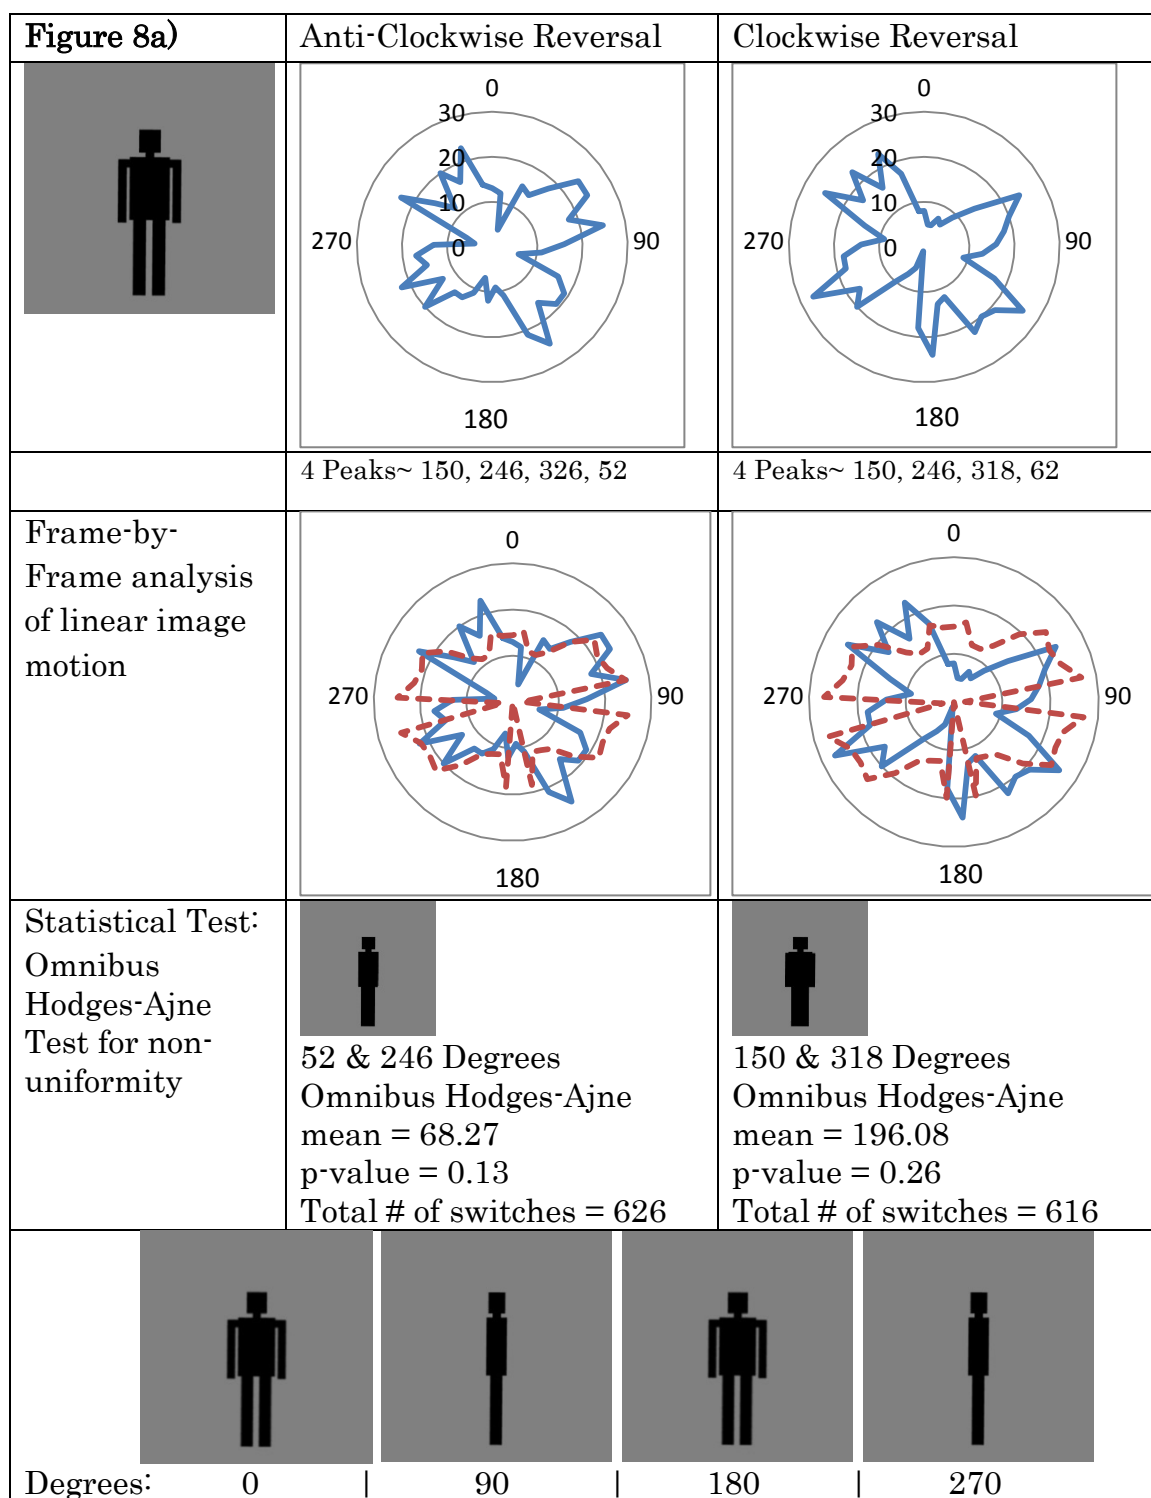 Figure 8a)
Anti-Clockwise Reversal
Clockwise Reversal
0
30
20
10
0
270
90
180
0
30
20
10
0
270
90
180
4 Peaks~ 150, 246, 326, 52
4 Peaks~ 150, 246, 318, 62
Frame-by-
Frame analysis
of linear image
motion
0
270
90
180
0
270
90
180
Statistical Test:
Omnibus
Hodges-Ajne
Test for non-
uniformity
52 & 246 Degrees
Omnibus Hodges-Ajne
mean = 68.27
p-value = 0.13
Total # of switches = 626
150 & 318 Degrees
Omnibus Hodges-Ajne
mean = 196.08
p-value = 0.26
Total # of switches = 616
Degrees: 0 | 90 | 180 | 270